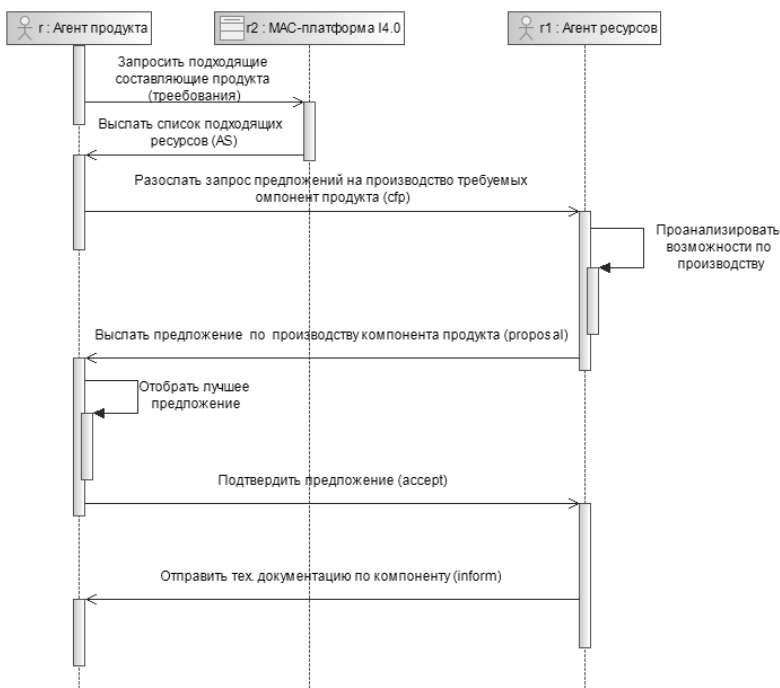 r : Агент продукта
r2 : МАС-платформа I4.0
r1 : Агент ресурсов
Запросить подходящие
составляющие продукта
(треебования)
Выслать список подходящих
ресурсов (AS)
Разослать запрос предложений на производство требуемых
омпонент продукта (cfp)
Проанализировать
возможности по
производству
Выслать предложение по производству компонента продукта (proposal)
Отобрать лучшее
предложение
Подтвердить предложение (accept)
Отправить тех. документацию по компоненту (inform)